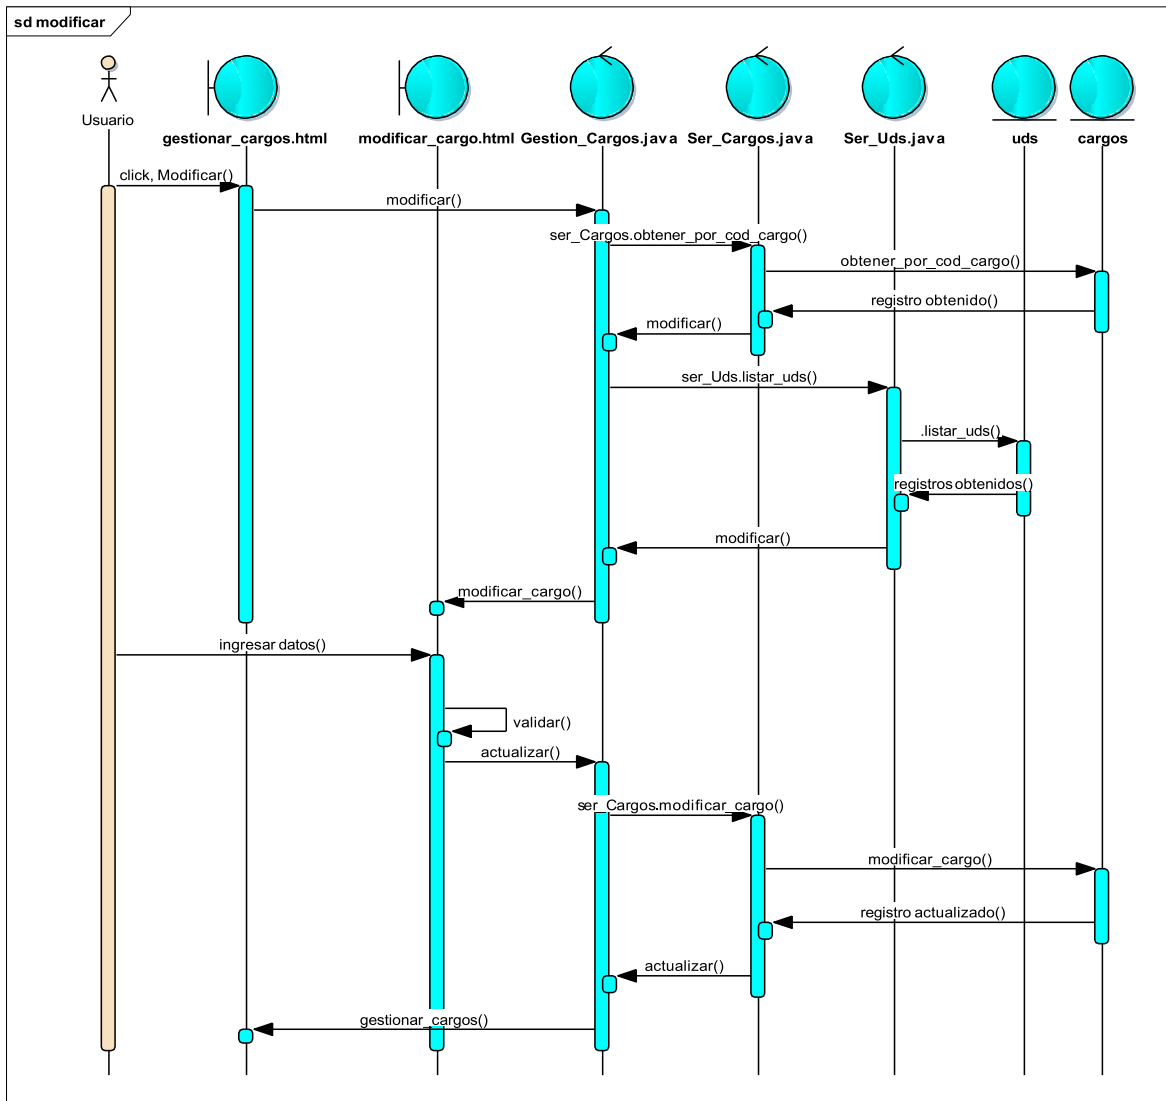 sd modificar
Usuario
gestionar_cargos.html
modificar_cargo.html
Gestion_Cargos.java
Ser_Cargos.java
Ser_Uds.java
uds
cargos
click, Modificar()
modificar()
ser_Cargos.obtener_por_cod_cargo()
obtener_por_cod_cargo()
registro obtenido()
modificar()
ser_Uds.listar_uds()
.listar_uds()
registros obtenidos()
modificar()
modificar_cargo()
ingresar datos()
validar()
actualizar()
ser_Cargos.modificar_cargo()
modificar_cargo()
registro actualizado()
actualizar()
gestionar_cargos()